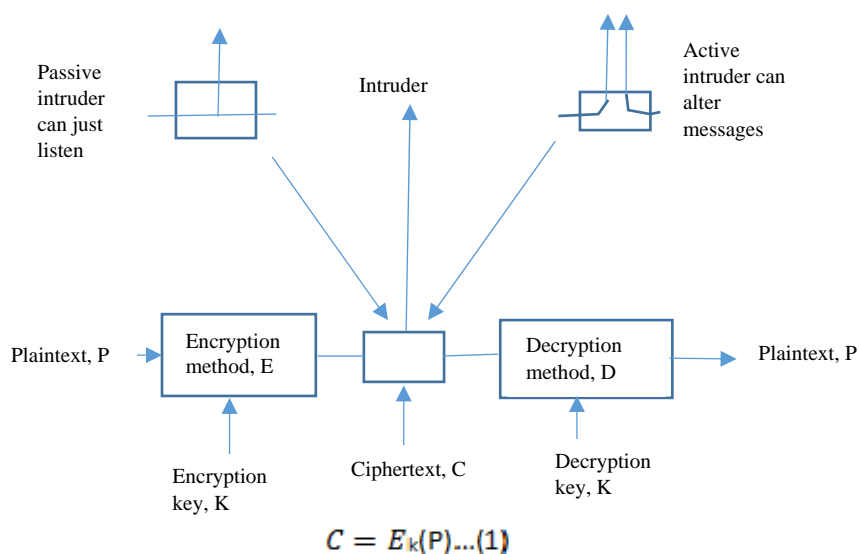 Passive
intruder
can just
listen
Intruder
Active
intruder can
alter
messages
Plaintext, P
Encryption
method, E
Decryption
method, D
Plaintext, P
Encryption
key, K
Ciphertext, C
Decryption
key, K
C = Eₖ(P)....(1)